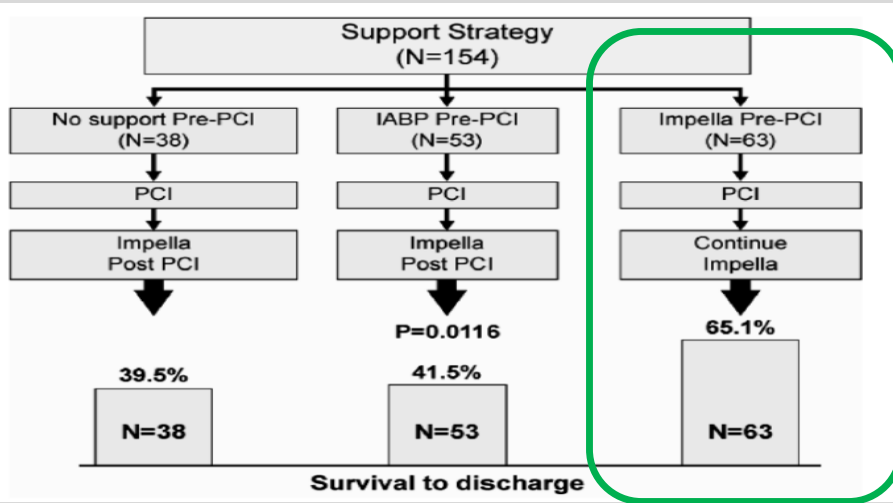 Support Strategy
(N=154)
No support Pre-PCI
(N=38)
IABP Pre-PCI
(N=53)
Impella Pre-PCI
(N=63)
PCI
PCI
PCI
Impella
Post PCI
Impella
Post PCI
Continue
Impella
P=0.0116
39.5%
41.5%
65.1%
N=38
N=53
N=63
Survival to discharge